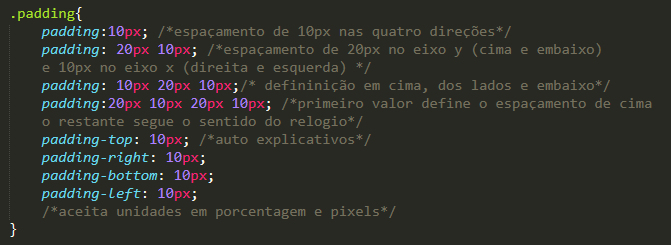 .padding{
padding:10px; /*espaçamento de 10px nas quatro direções*/
padding: 20px 10px; /*espaçamento de 20px no eixo y (cima e embaixo)
e 10px no eixo x (direita e esquerda) */
padding: 10px 20px 10px;/* defininição em cima, dos lados e embaixo*/
padding:20px 10px 20px 10px; /*primeiro valor define o espaçamento de cima
o restante segue o sentido do relogio*/
padding-top: 10px; /*auto explicativos*/
padding-right: 10px;
padding-bottom: 10px;
padding-left: 10px;
/*aceita unidades em porcentagem e pixels*/
}